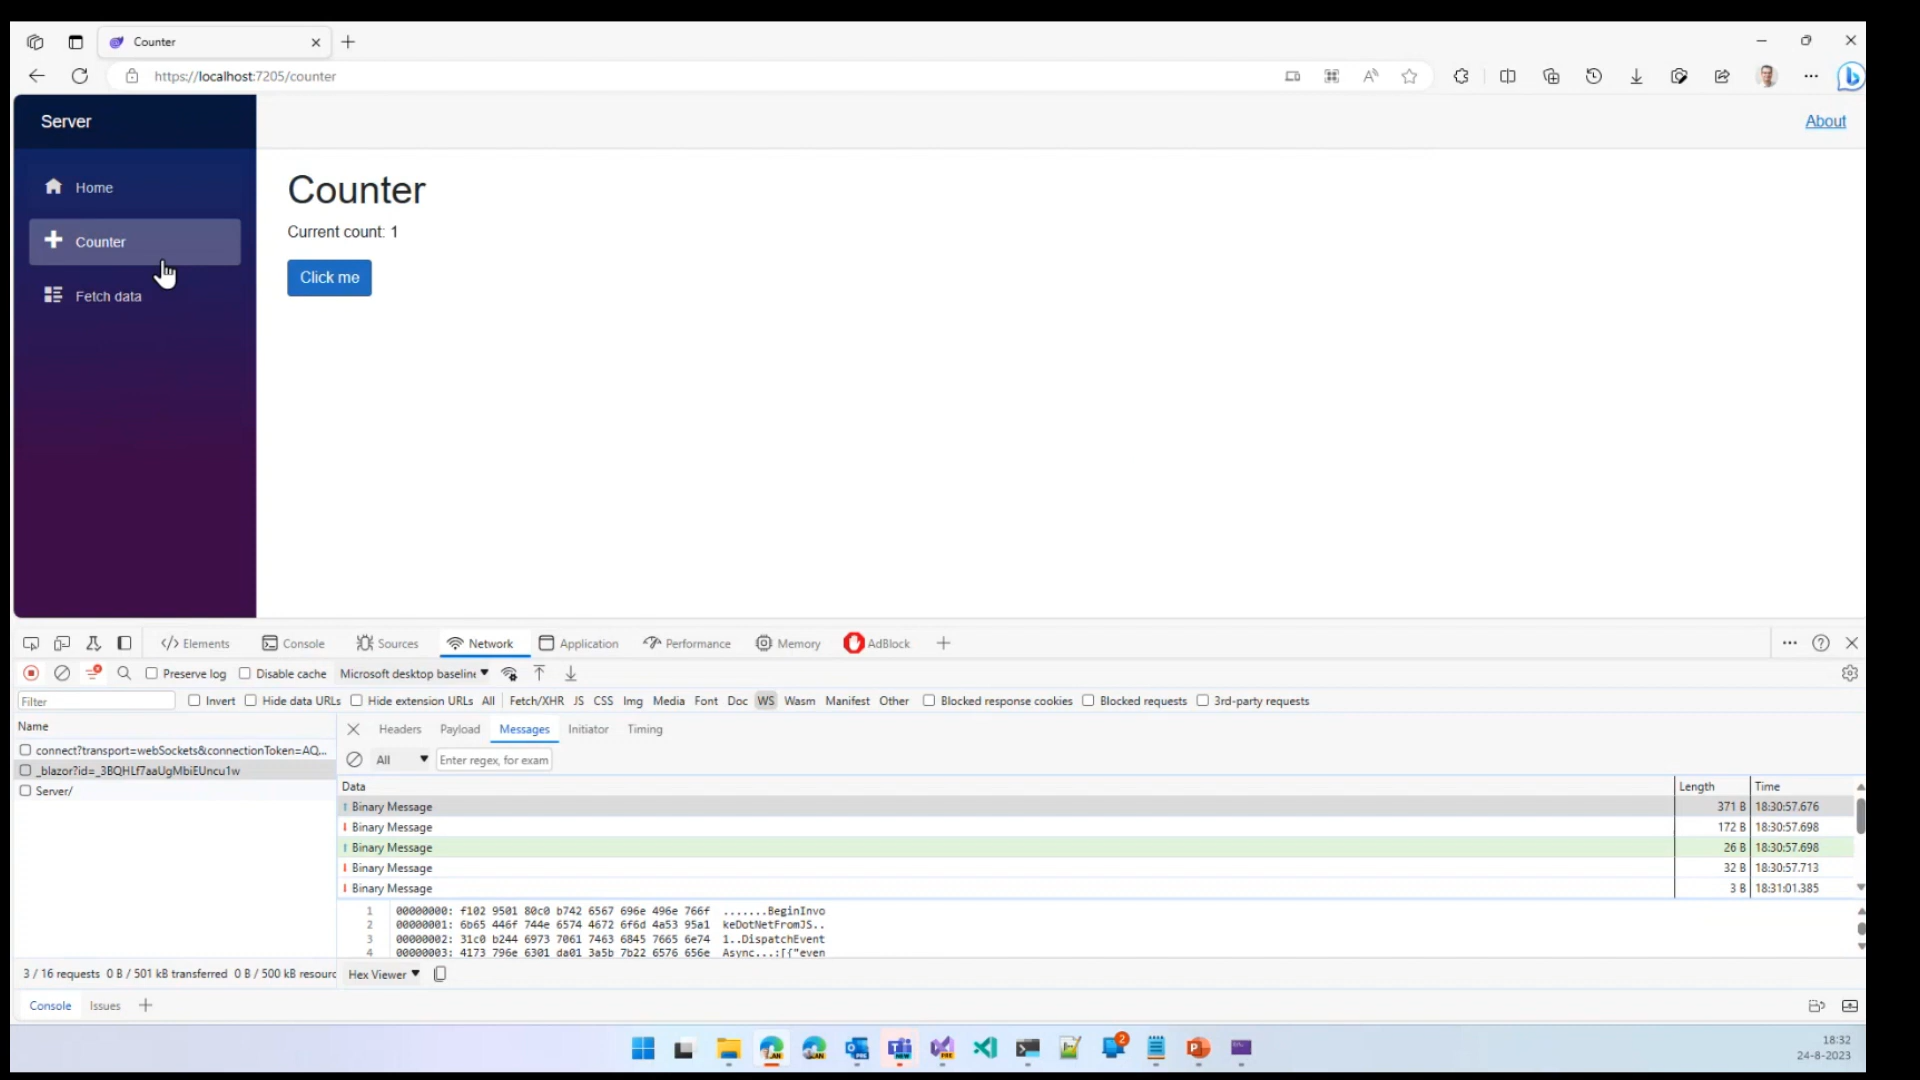 Counter
https://localhost:7205/counter
Server
About
Home
Counter
Fetch data
Counter
Current count: 1
Click me
Elements Console Sources Network Application Performance Memory AdBlock
Preserve log Disable cache Microsoft desktop baseline
Filter Invert Hide data URLs Hide extension URLs All Fetch/XHR JS CSS Img Media Font Doc WS Wasm Manifest Other Blocked response cookies Blocked requests 3rd-party requests
Name
connect?transport=webSockets&connectionToken=AQ...
_blazor?id=_3BQHLf7aaUgMbiEUncu1w
Server/
Headers Payload Messages Initiator Timing
All Enter regex, for exam
Data Length Time
Binary Message 371 B 18:30:57.676
Binary Message 172 B 18:30:57.698
Binary Message 26 B 18:30:57.698
Binary Message 32 B 18:30:57.713
Binary Message 3 B 18:31:01.385
1 00000000: f102 9501 80c0 b742 6567 696e 496e 766f .......BeginInvo
2 00000001: 6b65 446f 744e 6574 4672 6f6d 4a53 95a1 keDotNetFromJS..
3 00000002: 31c0 b244 6973 7061 7463 6845 7665 6e74 1..DispatchEvent
4 00000003: 4173 796e 6301 da01 3a5b 7b22 6576 656e Async...:[{"even
3 / 16 requests 0 B / 501 kB transferred 0 B / 500 kB resourc
Hex Viewer
Console Issues
2
18:32
24-8-2023